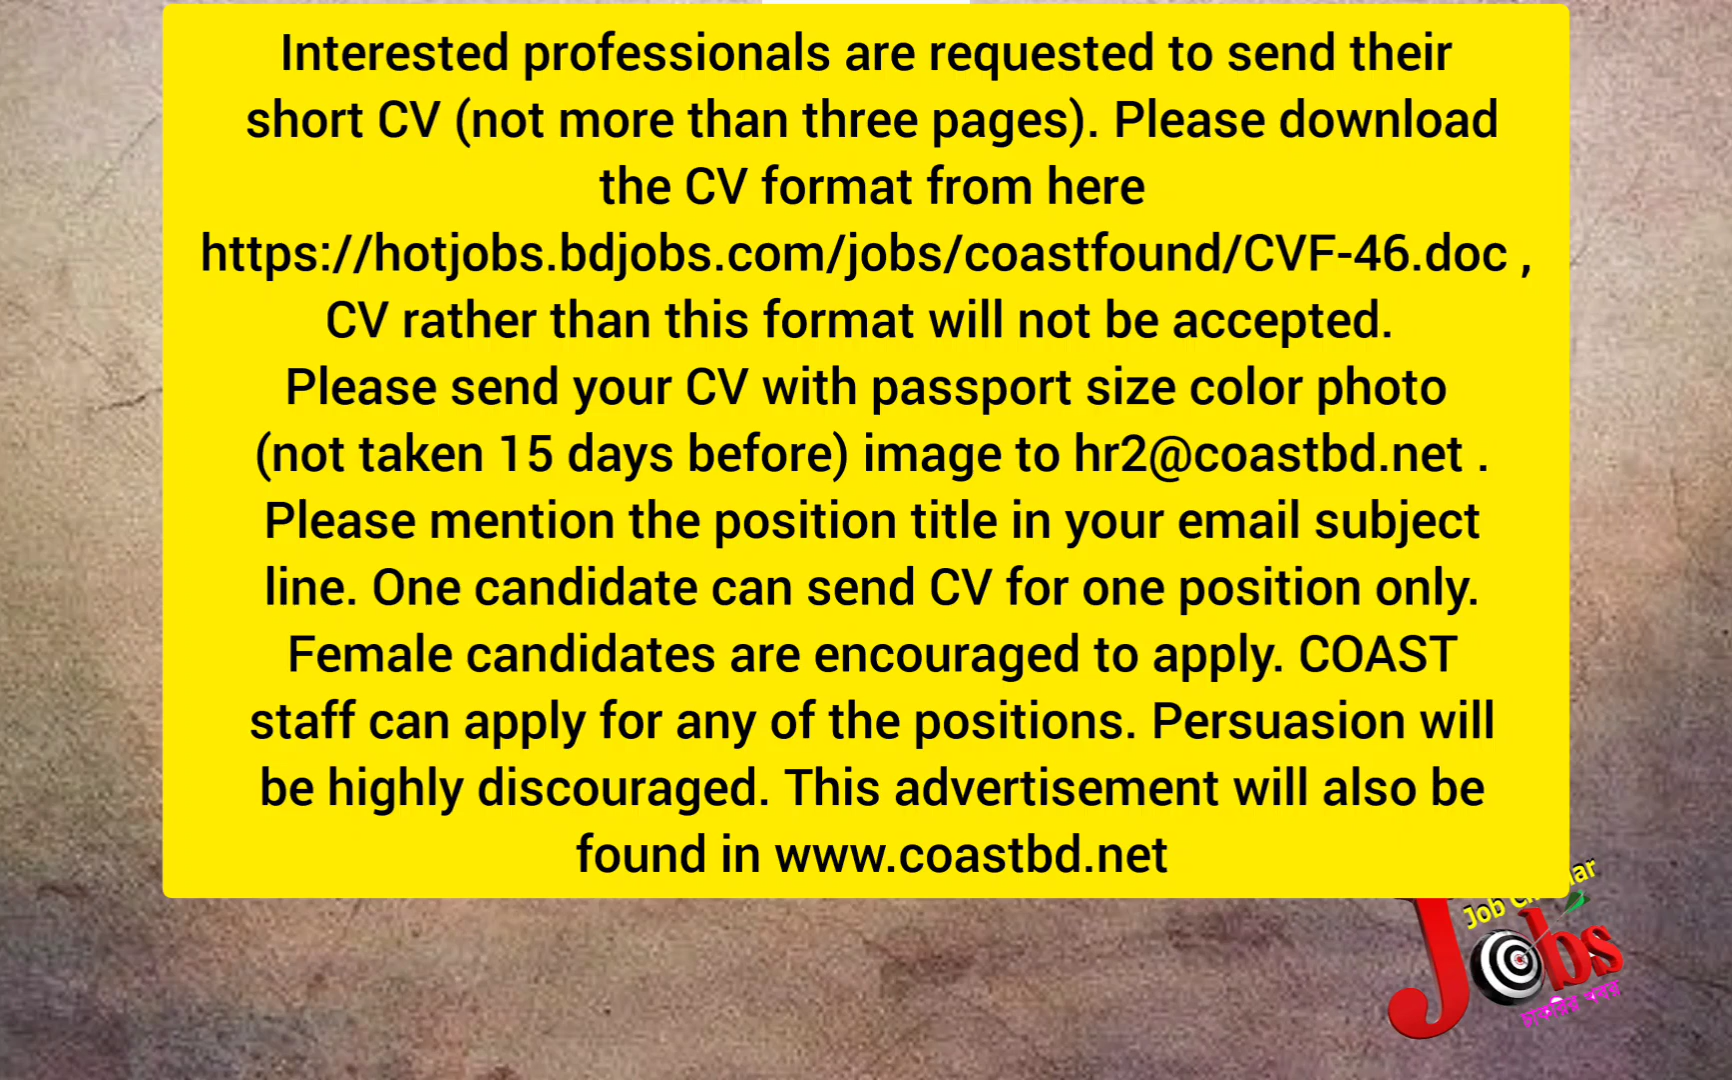 Interested professionals are requested to send their
short CV (not more than three pages). Please download
the CV format from here
https://hotjobs.bdjobs.com/jobs/coastfound/CVF-46.doc ,
CV rather than this format will not be accepted.
Please send your CV with passport size color photo
(not taken 15 days before) image to hr2@coastbd.net .
Please mention the position title in your email subject
line. One candidate can send CV for one position only.
Female candidates are encouraged to apply. COAST
staff can apply for any of the positions. Persuasion will
be highly discouraged. This advertisement will also be
found in www.coastbd.net
Job
Jobs
চাকরির খবর